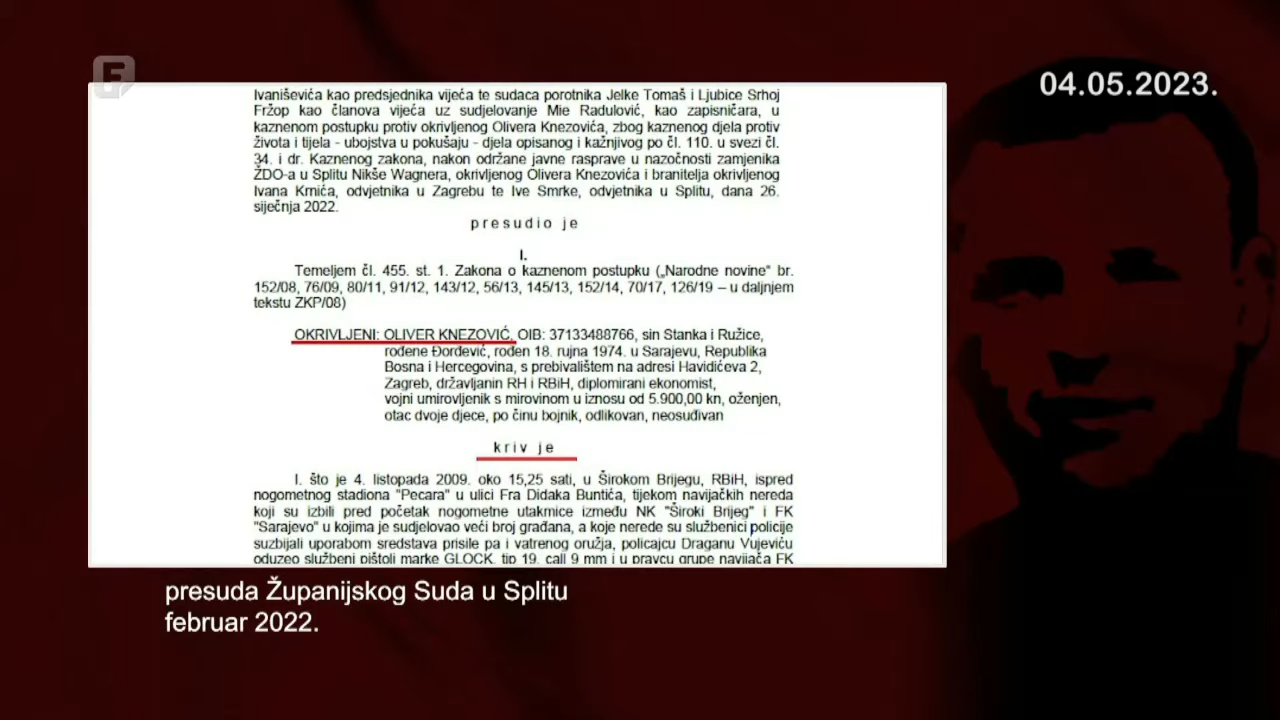 F
04.05.2023.
Ivaniševića kao predsjednika vijeća te sudaca porotnika Jelke Tomaš i Ljubice Srhoj
Fržop kao članova vijeća uz sudjelovanje Mie Radulović, kao zapisničara, u
kaznenom postupku protiv okrivljenog Olivera Knezovića, zbog kaznenog djela protiv
života i tijela - ubojstva u pokušaju - djela opisanog i kažnjivog po čl. 110. u svezi čl.
34. i dr. Kaznenog zakona, nakon održane javne rasprave u nazočnosti zamjenika
ŽDO-a u Splitu Nikše Wagnera, okrivljenog Olivera Knezovića i branitelja okrivljenog
Ivana Krnića, odvjetnika u Zagrebu te Ive Smrke, odvjetnika u Splitu, dana 26.
siječnja 2022.
presudio je
I.
Temeljem čl. 455. st. 1. Zakona o kaznenom postupku („Narodne novine“ br.
152/08, 76/09, 80/11, 91/12, 143/12, 56/13, 145/13, 152/14, 70/17, 126/19 – u daljnjem
tekstu ZKP/08)
OKRIVLJENI: OLIVER KNEZOVIĆ, OIB: 37133488766, sin Stanka i Ružice,
rođene Đorđević, rođen 18. rujna 1974. u Sarajevu, Republika
Bosna i Hercegovina, s prebivalištem na adresi Havidićeva 2,
Zagreb, državljanin RH i RBiH, diplomirani ekonomist,
vojni umirovljenik s mirovinom u iznosu od 5.900,00 kn, oženjen,
otac dvoje djece, po činu bojnik, odlikovan, neosuđivan
kriv je
I. što je 4. listopada 2009. oko 15,25 sati, u Širokom Brijegu, RBiH, ispred
nogometnog stadiona "Pecara" u ulici Fra Didaka Buntića, tijekom navijačkih nereda
koji su izbili pred početak nogometne utakmice između NK "Široki Brijeg" i FK
"Sarajevo" u kojima je sudjelovao veći broj građana, a koje nerede su službenici policije
suzbijali uporabom sredstava prisile pa i vatrenog oružja, policajcu Draganu Vujeviću
oduzeo službeni pištolj marke GLOCK, tip 19, call 9 mm i u pravcu grupe navijača FK
presuda Županijskog Suda u Splitu
februar 2022.